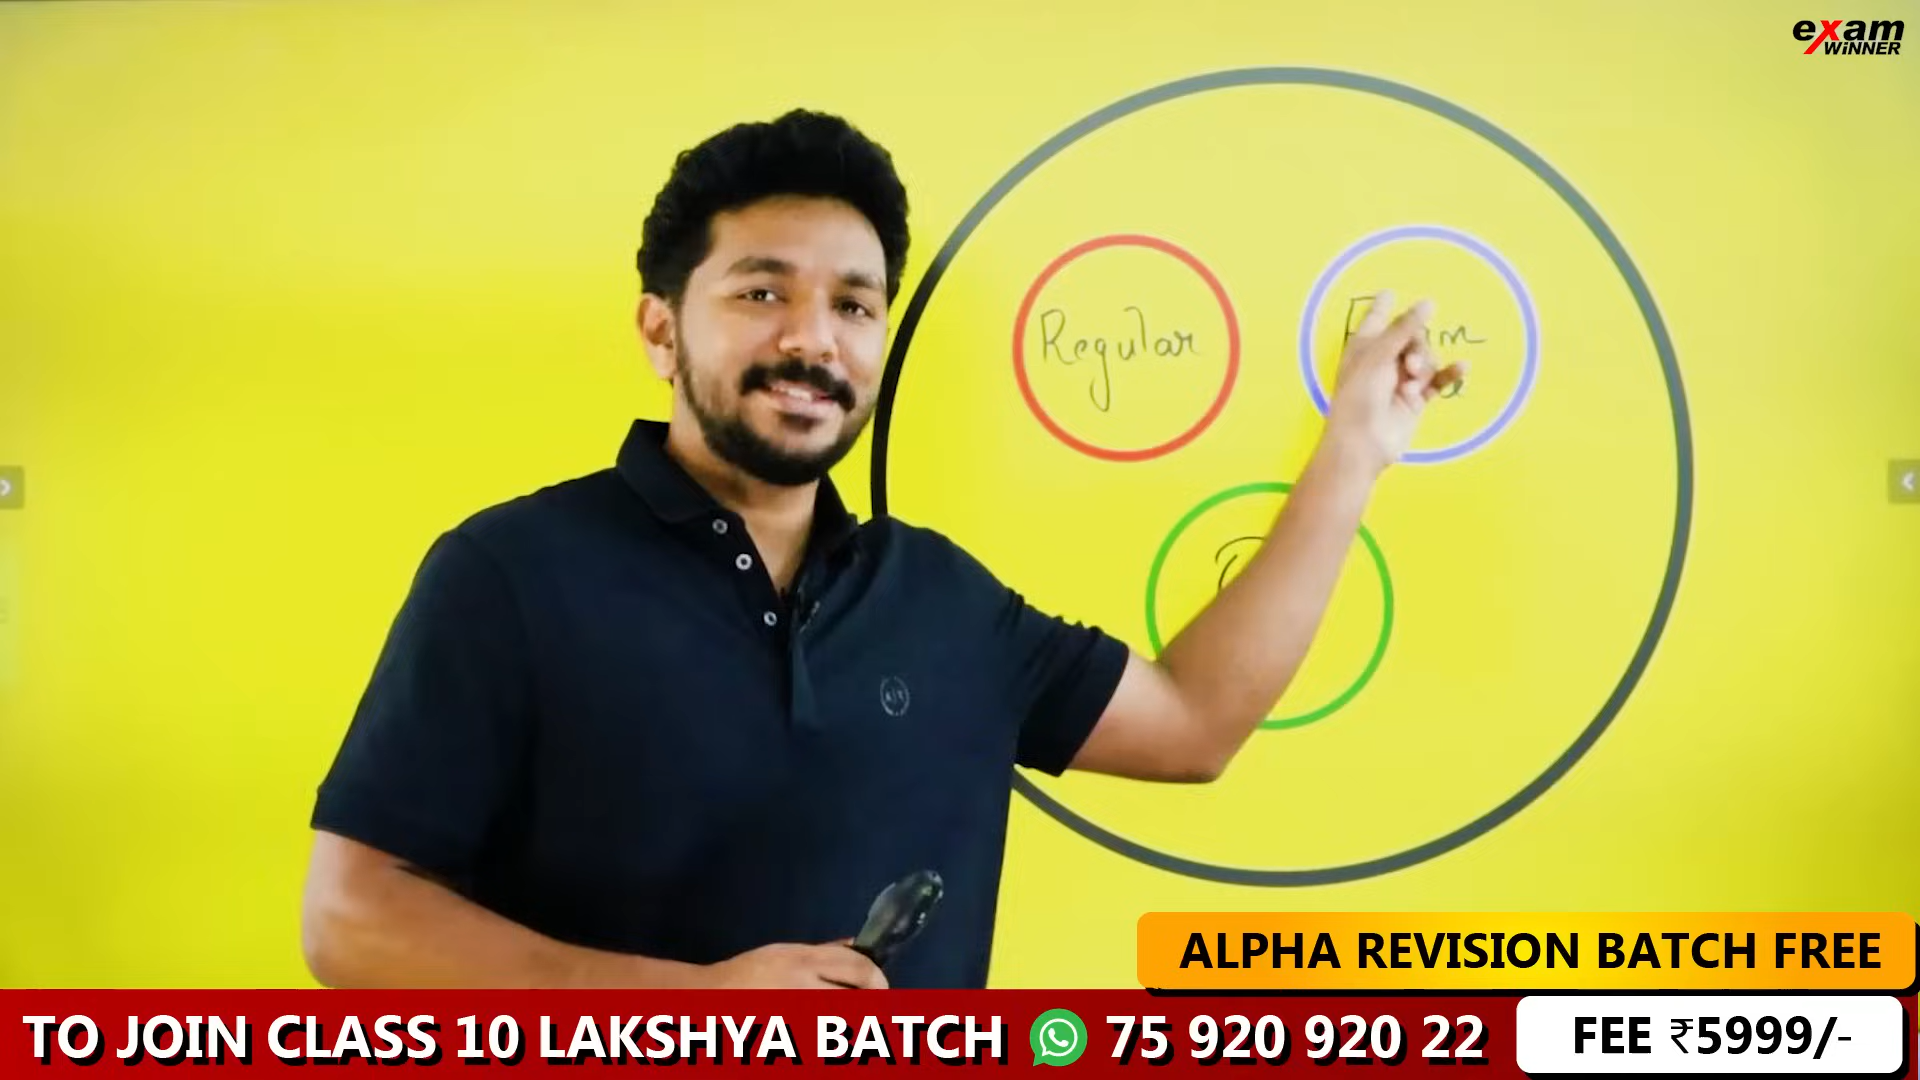 exam
WINNER
Regular
ALPHA REVISION BATCH FREE
TO JOIN CLASS 10 LAKSHYA BATCH 75 920 920 22
FEE ₹5999/-